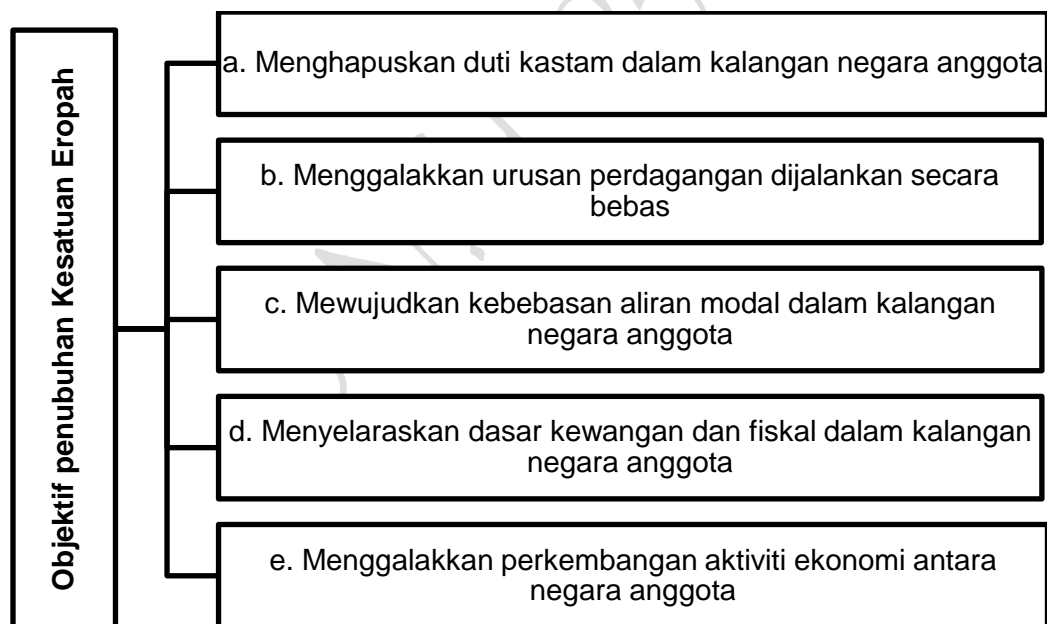 Objektif penubuhan Kesatuan Eropah
a. Menghapuskan duti kastam dalam kalangan negara anggota
b. Menggalakkan urusan perdagangan dijalankan secara
bebas
c. Mewujudkan kebebasan aliran modal dalam kalangan
negara anggota
d. Menyelaraskan dasar kewangan dan fiskal dalam kalangan
negara anggota
e. Menggalakkan perkembangan aktiviti ekonomi antara
negara anggota